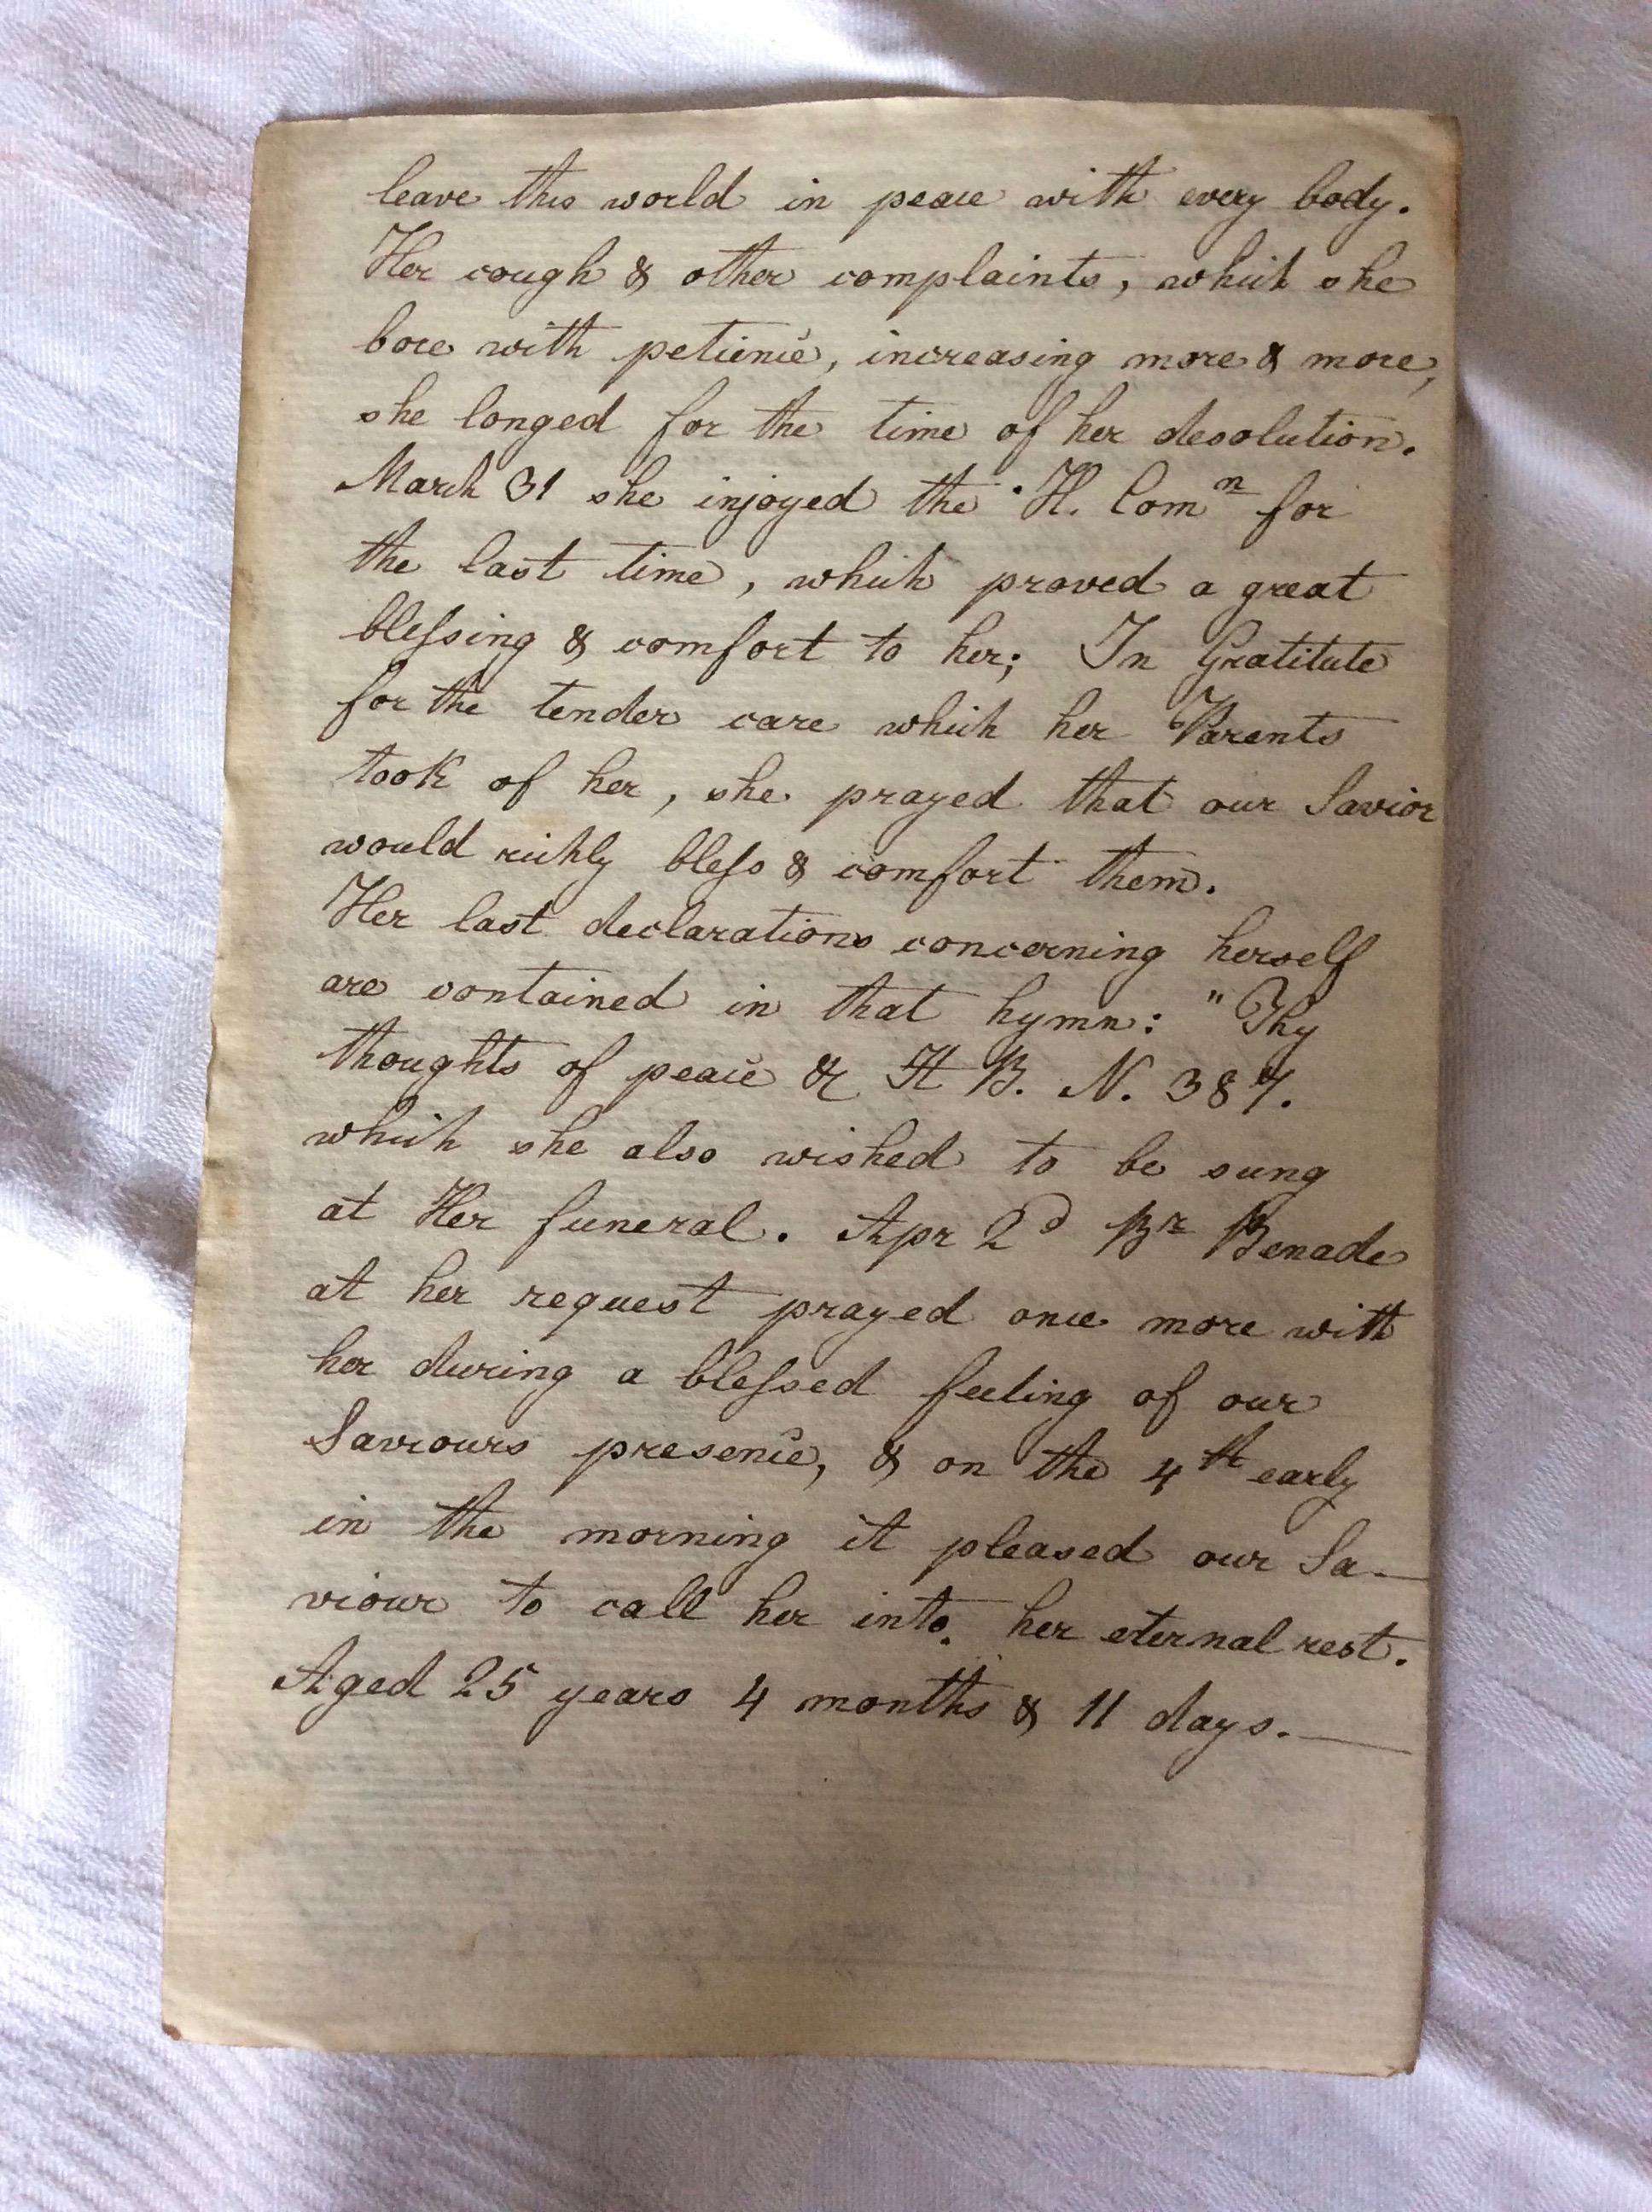 leave this world in peace with every body.
Her cough & other complaints, which she
bore with petience, increasing more & more,
she longed for the time of her desolution.
March 31 she injoyed the H. Comⁿ for
the last time, which proved a great
bleſsing & comfort to her; In Gratitute
for the tender care which her Parents
took of her, she prayed that our Savior
would richly bleſs & comfort them.
Her last declarations concerning herself
are contained in that hymn: "Thy
thoughts of peace & H B. N. 387.
which she also wished to be sung
at Her funeral. Apr 2d Br Benade
at her request prayed once more with
her during a bleſsed feeling of our
Saviours presence, & on the 4th early
in the morning it pleased our Sa-
viour to call her into her eternal rest.
Aged 25 years 4 months & 11 days.—